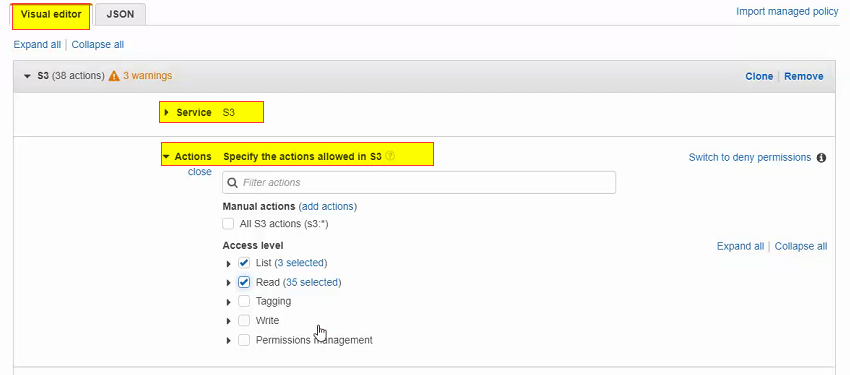 Visual editor JSON Import managed policy
Expand all | Collapse all
S3 (38 actions) 3 warnings Clone | Remove
Service S3
Actions Specify the actions allowed in S3 ?
close Switch to deny permissions i
Filter actions
Manual actions (add actions)
All S3 actions (s3:*)
Access level Expand all | Collapse all
List (3 selected)
Read (35 selected)
Tagging
Write
Permissions management